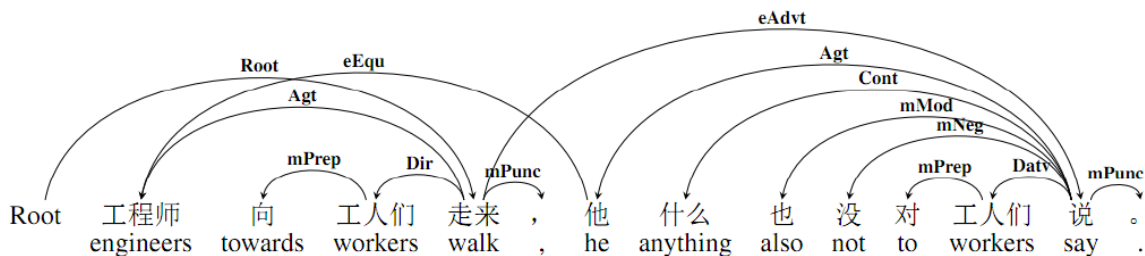 eAdvt
Root eEqu Agt
Agt Cont
mMod
mNeg
mPrep Dir mPunc mPrep Datv mPunc
Root 工程师 向 工人们 走来 , 他 什么 也 没 对 工人们 说 。
engineers towards workers walk , he anything also not to workers say .